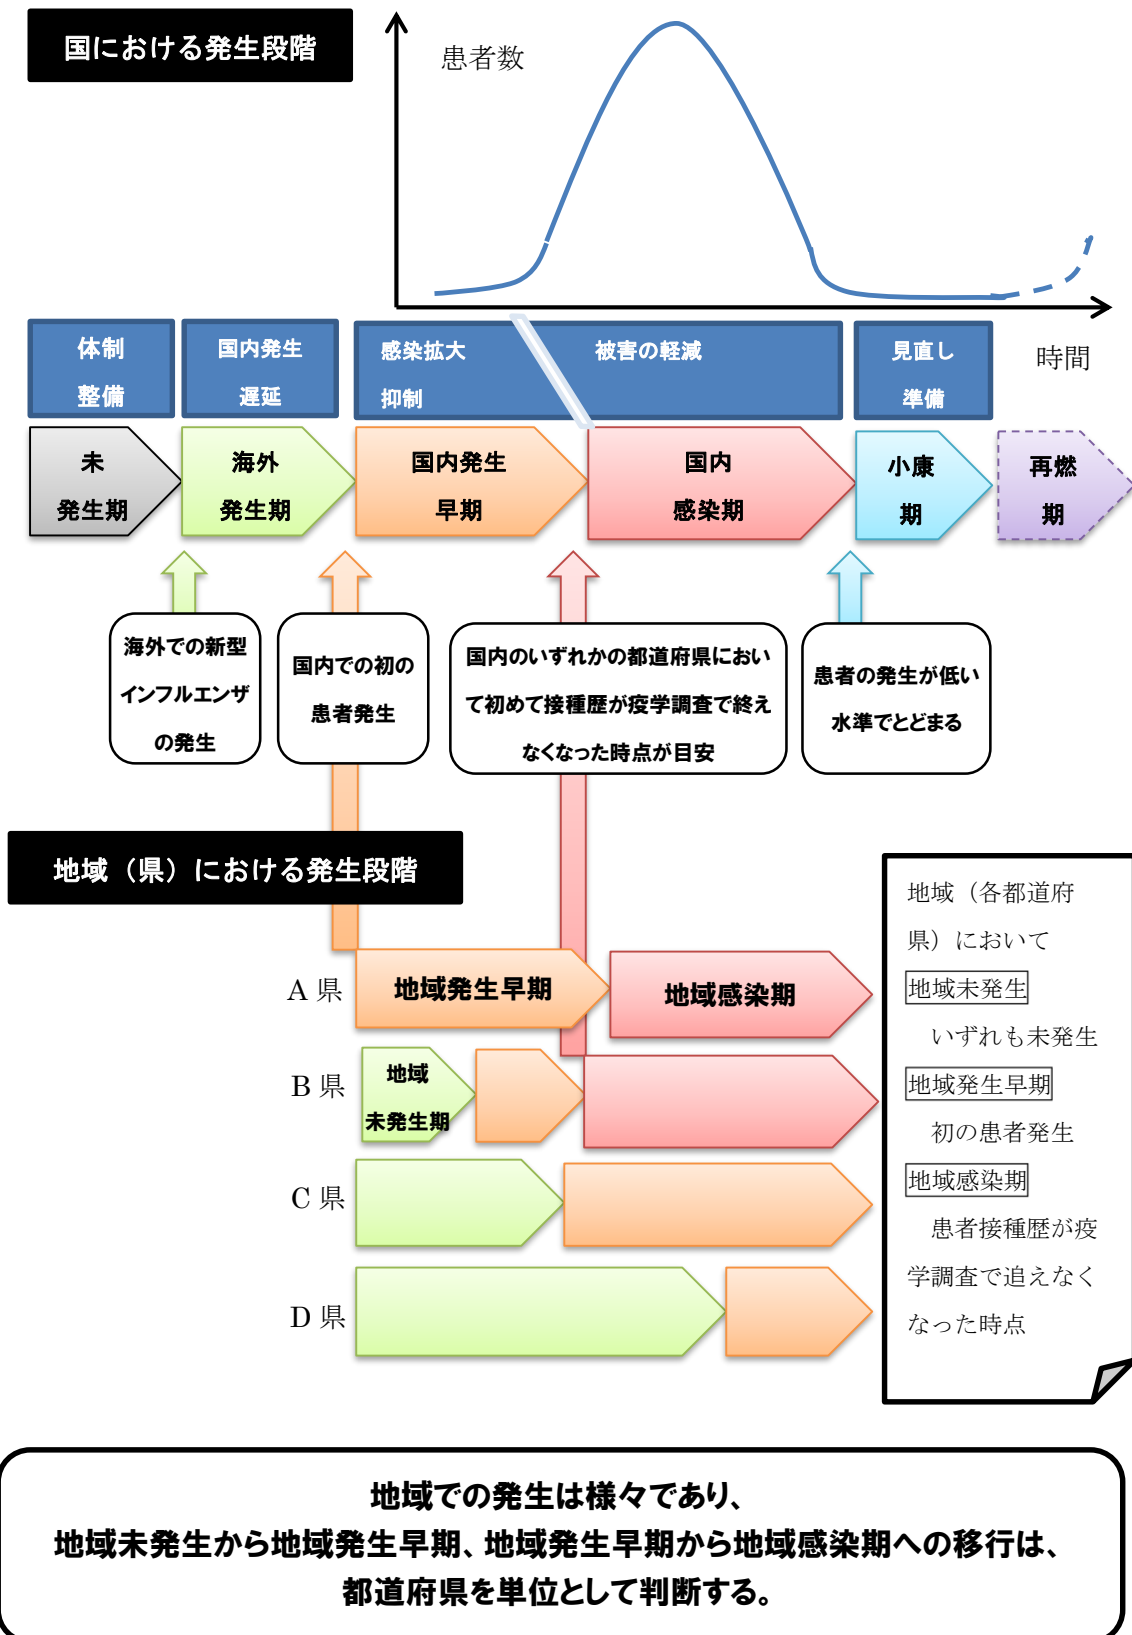 国における発生段階
患者数
時間
体制
整備
国内発生
遅延
感染拡大
抑制
被害の軽減
見直し
準備
未
発生期
海外
発生期
国内発生
早期
国内
感染期
小康
期
再燃
期
海外での新型
インフルエンザ
の発生
国内での初の
患者発生
国内のいずれかの都道府県におい
て初めて接種歴が疫学調査で終え
なくなった時点が目安
患者の発生が低い
水準でとどまる
地域（県）における発生段階
A 県
地域発生早期
地域感染期
B 県
地域
未発生期
C 県
D 県
地域（各都道府
県）において
地域未発生
いずれも未発生
地域発生早期
初の患者発生
地域感染期
患者接種歴が疫
学調査で追えなく
なった時点
地域での発生は様々であり、
地域未発生から地域発生早期、地域発生早期から地域感染期への移行は、
都道府県を単位として判断する。